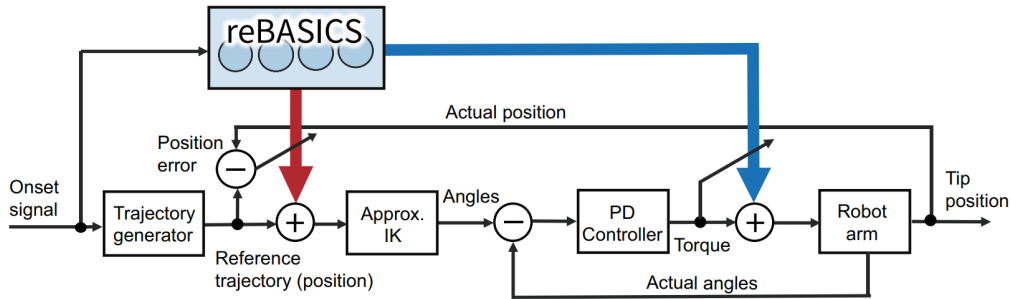 reBASICS
Actual position
Position
error
Onset
signal
Trajectory
generator
Reference
trajectory (position)
Approx.
IK
Angles
PD
Controller
Torque
Robot
arm
Tip
position
Actual angles